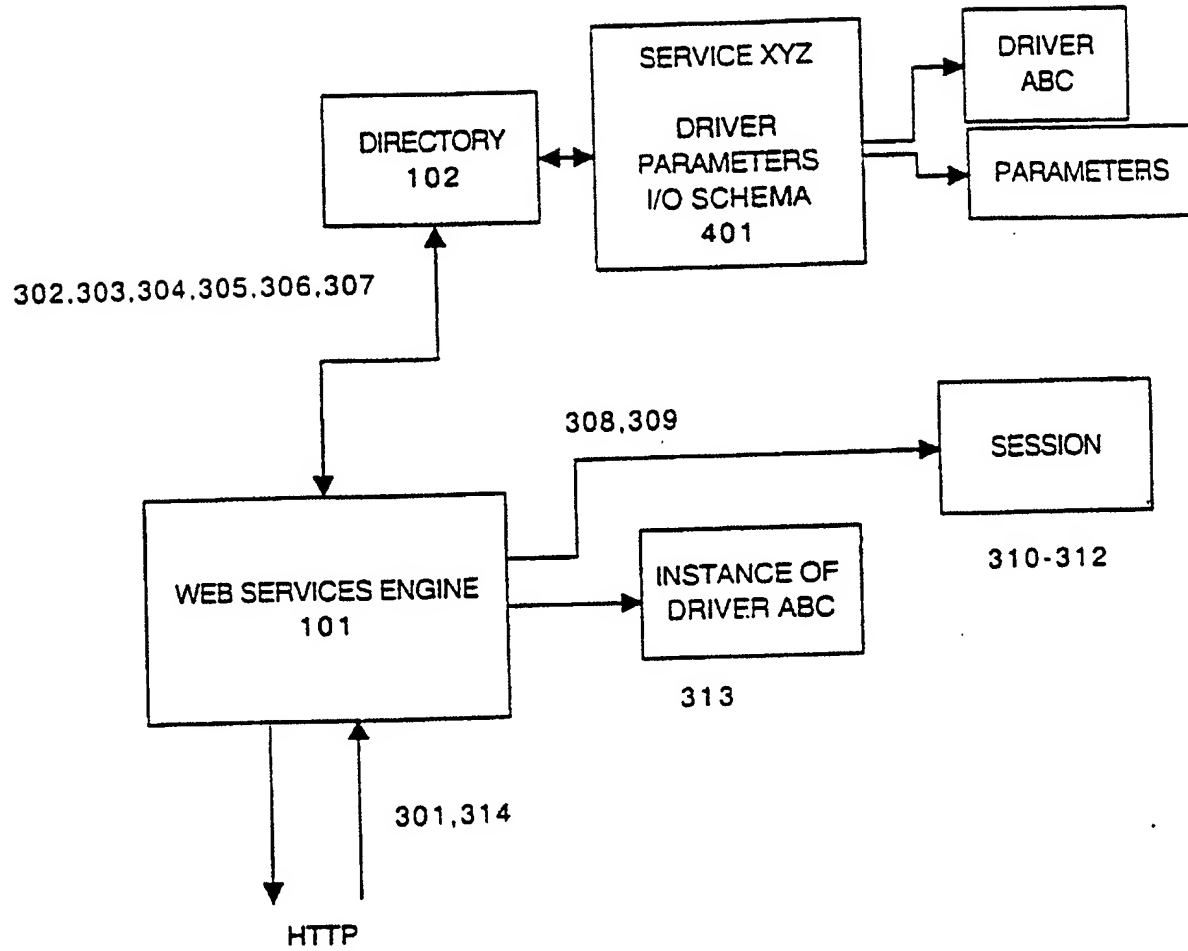 DRIVER
ABC
SERVICE XYZ
DRIVER
PARAMETERS
I/O SCHEMA
401
DIRECTORY
102
PARAMETERS
302,303,304,305,306,307
308,309
SESSION
310-312
WEB SERVICES ENGINE
101
INSTANCE OF
DRIVER ABC
313
301,314
HTTP